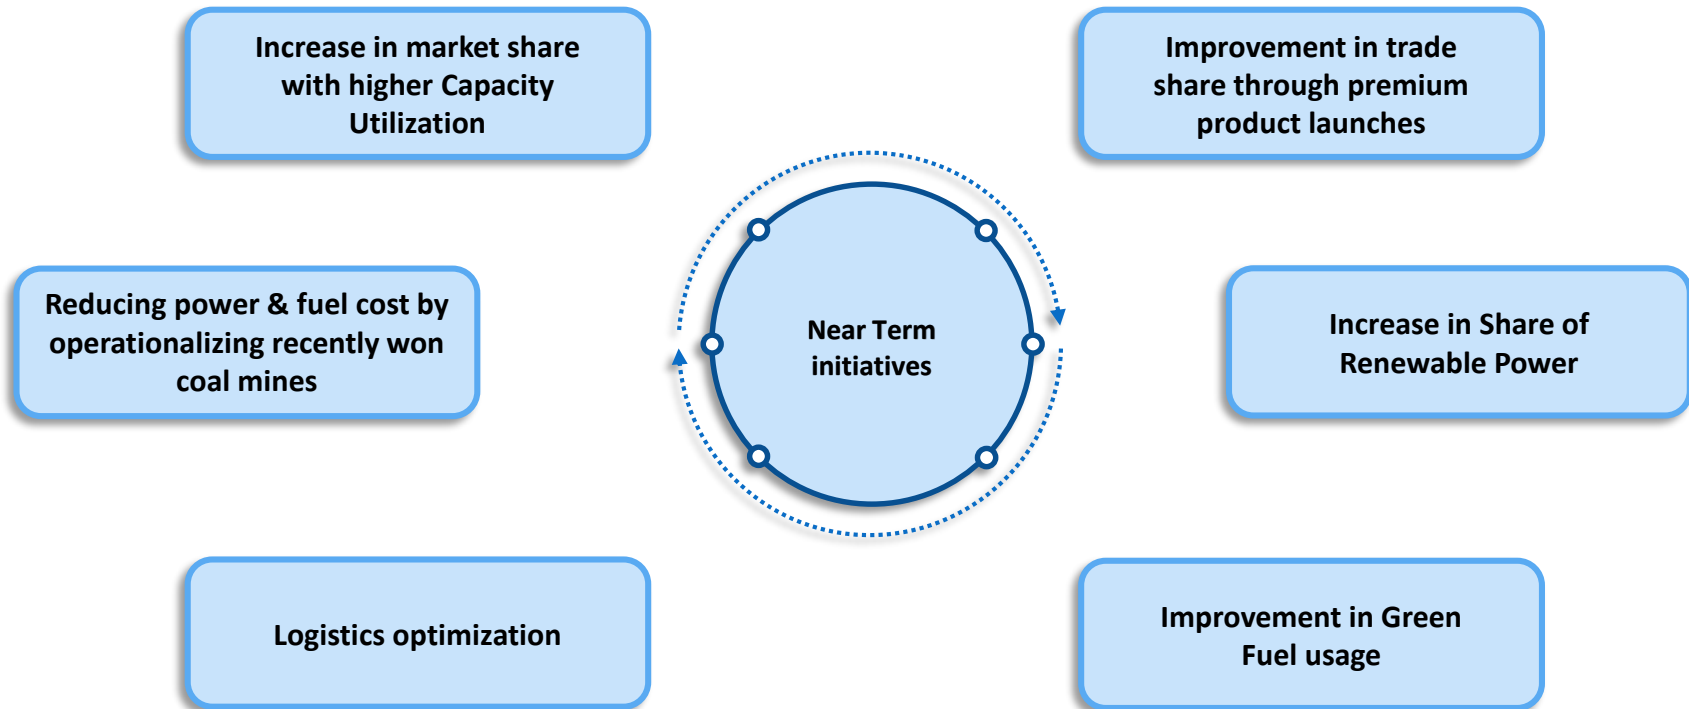 Increase in market share
with higher Capacity
Utilization
Improvement in trade
share through premium
product launches
Reducing power & fuel cost by
operationalizing recently won
coal mines
Near Term
initiatives
Increase in Share of
Renewable Power
Logistics optimization
Improvement in Green
Fuel usage